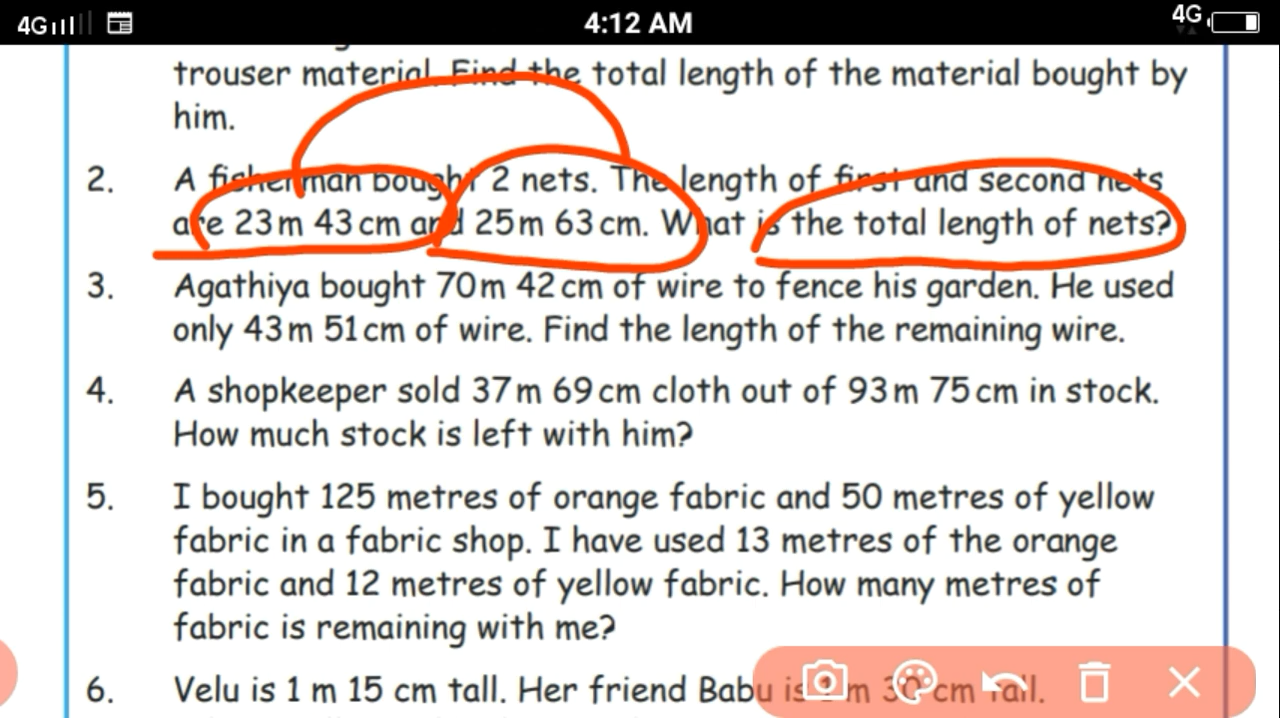 4G
4:12 AM
4G
trouser material. Find the total length of the material bought by
him.
2. A fisherman bought 2 nets. The length of first and second nets
are 23 m 43 cm and 25 m 63 cm. What is the total length of nets?
3. Agathiya bought 70 m 42 cm of wire to fence his garden. He used
only 43 m 51 cm of wire. Find the length of the remaining wire.
4. A shopkeeper sold 37 m 69 cm cloth out of 93 m 75 cm in stock.
How much stock is left with him?
5. I bought 125 metres of orange fabric and 50 metres of yellow
fabric in a fabric shop. I have used 13 metres of the orange
fabric and 12 metres of yellow fabric. How many metres of
fabric is remaining with me?
6. Velu is 1 m 15 cm tall. Her friend Babu is m 30 cm tall.